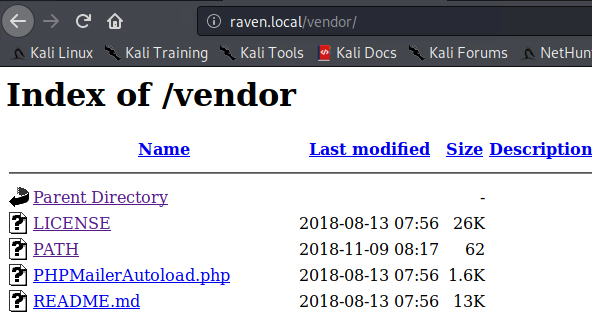 raven.local/vendor/
Kali Linux Kali Training Kali Tools Kali Docs Kali Forums NetHunt
Index of /vendor
Name Last modified Size Description
Parent Directory -
LICENSE 2018-08-13 07:56 26K
PATH 2018-11-09 08:17 62
PHPMailerAutoload.php 2018-08-13 07:56 1.6K
README.md 2018-08-13 07:56 13K